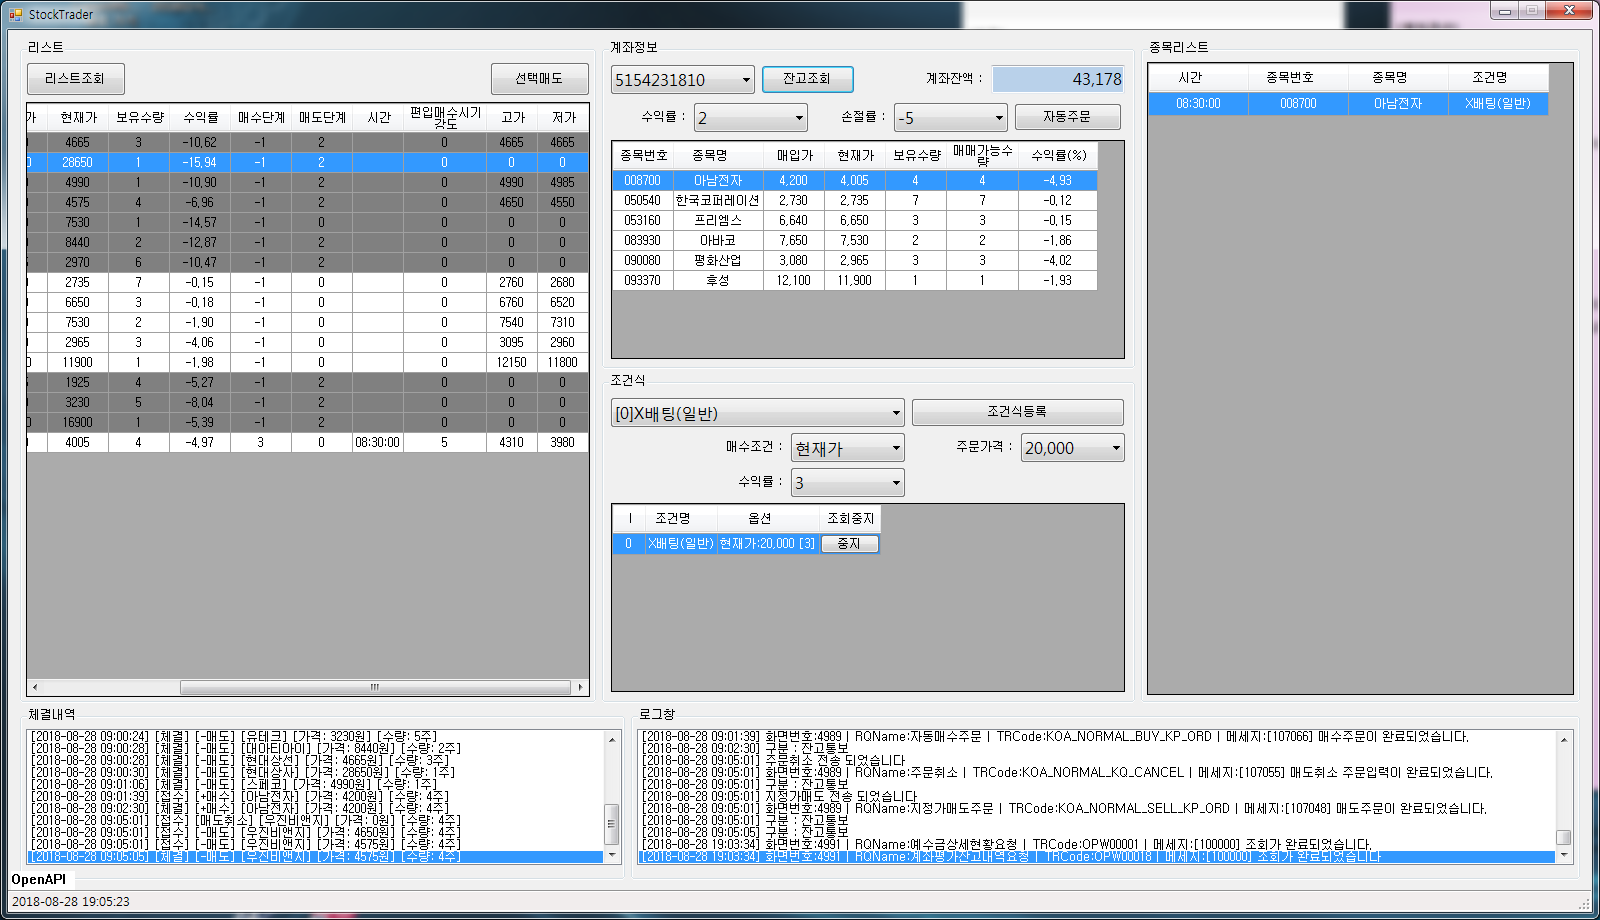 StockTrader
리스트
리스트조회
선택매도
가 현재가 보유수량 수익률 매수단계 매도단계 시간 편입매수시기강도 고가 저가
4665 3 -10,62 -1 2 0 4665 4665
28650 1 -15,94 -1 2 0 0 0
4990 1 -10,90 -1 2 0 4990 4985
4575 4 -6,96 -1 2 0 4650 4550
7530 1 -14,57 -1 2 0 0 0
8440 2 -12,87 -1 2 0 0 0
2970 6 -10,47 -1 2 0 0 0
2735 7 -0,15 -1 0 0 2760 2680
6650 3 -0,18 -1 0 0 6760 6520
7530 2 -1,90 -1 0 0 7540 7310
2965 3 -4,06 -1 0 0 3095 2960
11900 1 -1,98 -1 0 0 12150 11800
1925 4 -5,27 -1 2 0 0 0
3230 5 -8,04 -1 2 0 0 0
16900 1 -5,39 -1 2 0 0 0
4005 4 -4,97 3 0 08:30:00 5 4310 3980
계좌정보
5154231810
잔고조회
계좌잔액 : 43,178
수익률 : 2
손절률 : -5
자동주문
종목번호 종목명 매입가 현재가 보유수량 매매가능수량 수익률(%)
008700 아남전자 4,200 4,005 4 4 -4,93
050540 한국코퍼레이션 2,730 2,735 7 7 -0,12
053160 프리엠스 6,640 6,650 3 3 -0,15
083930 아바코 7,650 7,530 2 2 -1,86
090080 평화산업 3,080 2,965 3 3 -4,02
093370 후성 12,100 11,900 1 1 -1,93
조건식
[0]X배팅(일반)
조건식등록
매수조건 : 현재가
주문가격 : 20,000
수익률 : 3
I 조건명 옵션 조회중지
0 X배팅(일반) 현재가:20,000 [3] 중지
종목리스트
시간 종목번호 종목명 조건명
08:30:00 008700 아남전자 X배팅(일반)
체결내역
[2018-08-28 09:00:24] [체결] [-매도] [유테크] [가격: 3230원] [수량: 5주]
[2018-08-28 09:00:28] [체결] [-매도] [대아티아이] [가격: 8440원] [수량: 2주]
[2018-08-28 09:00:28] [체결] [-매도] [현대상선] [가격: 4665원] [수량: 3주]
[2018-08-28 09:00:30] [체결] [-매도] [현대상사] [가격: 28650원] [수량: 1주]
[2018-08-28 09:01:06] [체결] [-매도] [스페코] [가격: 4990원] [수량: 1주]
[2018-08-28 09:01:39] [접수] [+매수] [아남전자] [가격: 4200원] [수량: 4주]
[2018-08-28 09:02:30] [체결] [+매수] [아남전자] [가격: 4200원] [수량: 4주]
[2018-08-28 09:05:01] [접수] [매도취소] [우진비앤지] [가격: 0원] [수량: 4주]
[2018-08-28 09:05:01] [접수] [-매도] [우진비앤지] [가격: 4650원] [수량: 4주]
[2018-08-28 09:05:01] [접수] [-매도] [우진비앤지] [가격: 4575원] [수량: 4주]
[2018-08-28 09:05:05] [체결] [-매도] [우진비앤지] [가격: 4575원] [수량: 4주]
로그창
[2018-08-28 09:01:39] 화면번호:4989 | RQName:자동매수주문 | TRCode:KOA_NORMAL_BUY_KP_ORD | 메세지:[107066] 매수주문이 완료되었습니다.
[2018-08-28 09:02:30] 구분 : 잔고통보
[2018-08-28 09:05:01] 주문취소 전송 되었습니다
[2018-08-28 09:05:01] 화면번호:4989 | RQName:주문취소 | TRCode:KOA_NORMAL_KQ_CANCEL | 메세지:[107055] 매도취소 주문입력이 완료되었습니다.
[2018-08-28 09:05:01] 구분 : 잔고통보
[2018-08-28 09:05:01] 지정가매도 전송 되었습니다
[2018-08-28 09:05:01] 화면번호:4989 | RQName:지정가매도주문 | TRCode:KOA_NORMAL_SELL_KP_ORD | 메세지:[107048] 매도주문이 완료되었습니다.
[2018-08-28 09:05:01] 구분 : 잔고통보
[2018-08-28 09:05:05] 구분 : 잔고통보
[2018-08-28 19:03:34] 화면번호:4991 | RQName:예수금상세현황요청 | TRCode:OPW00001 | 메세지:[100000] 조회가 완료되었습니다.
[2018-08-28 19:03:34] 화면번호:4991 | RQName:계좌평가잔고내역요청 | TRCode:OPW00018 | 메세지:[100000] 조회가 완료되었습니다
OpenAPI
2018-08-28 19:05:23